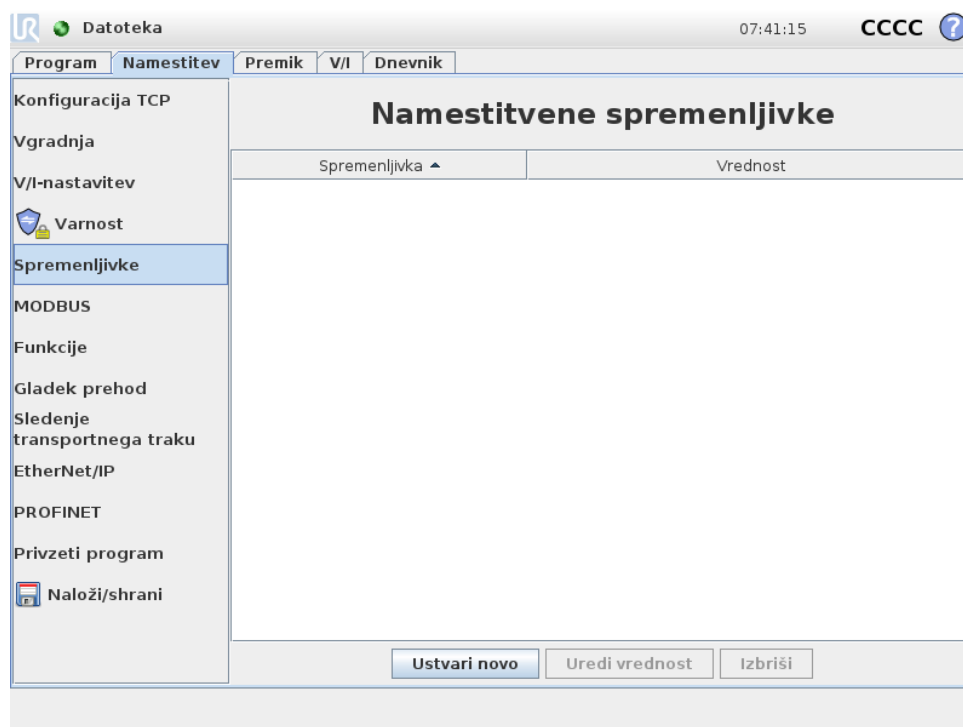 UR Datoteka 07:41:15 CCCC ?
Program Namestitev Premik V/I Dnevnik
Konfiguracija TCP
Vgradnja
V/I-nastavitev
Varnost
Spremenljivke
MODBUS
Funkcije
Gladek prehod
Sledenje
transportnega traku
EtherNet/IP
PROFINET
Privzeti program
Naloži/shrani
Namestitvene spremenljivke
Spremenljivka Vrednost
Ustvari novo Uredi vrednost Izbriši